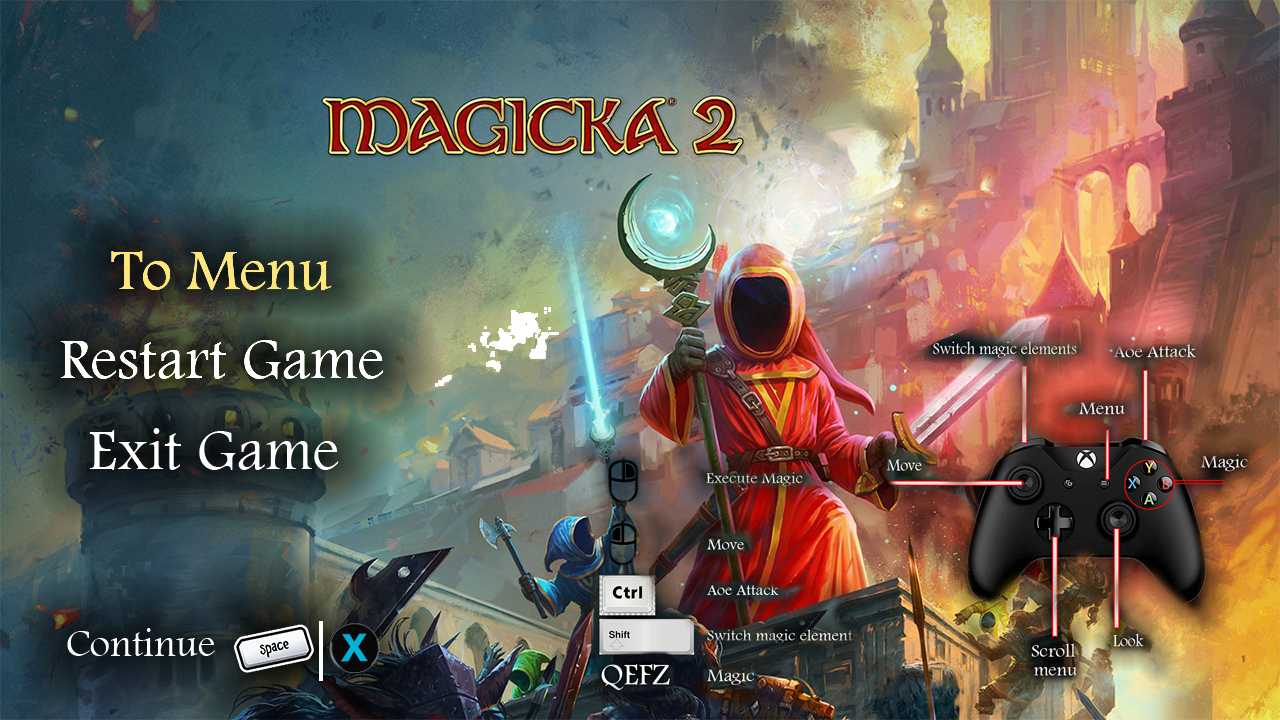 MAGICKA® 2
To Menu
Restart Game
Exit Game
Continue
Space
X
Execute Magic
Move
Ctrl
Aoe Attack
Shift
Switch magic element
QEFZ
Magic
Switch magic elements
Aoe Attack
Menu
Move
Magic
Y
X
B
A
Scroll
menu
Look